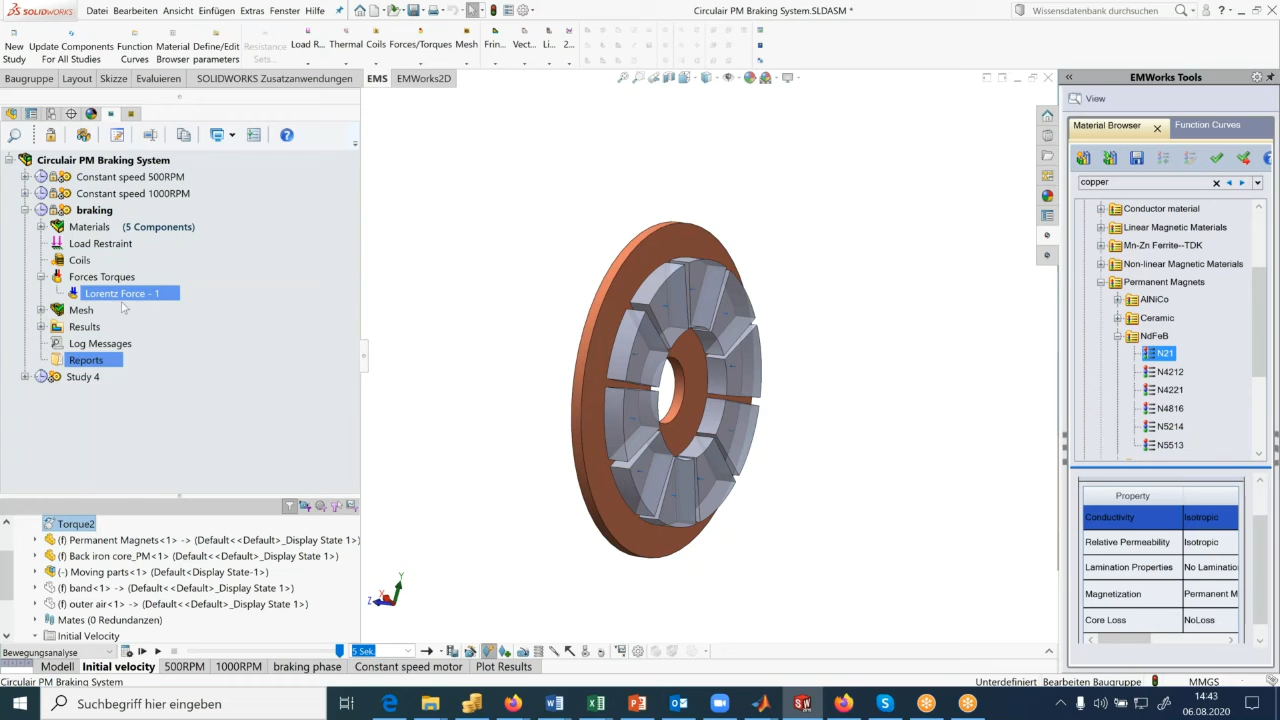 SOLIDWORKS
Datei Bearbeiten Ansicht Einfügen Extras Fenster Hilfe
Circulair PM Braking System.SLDASM *
Wissensdatenbank durchsuchen
New Study
Update Components For All Studies
Function Curves
Material Browser
Define/Edit parameters
Resistance Sets...
Load R...
Thermal
Coils
Forces/Torques
Mesh
Frin...
Vect...
Li...
2...
Baugruppe Layout Skizze Evaluieren SOLIDWORKS Zusatzanwendungen EMS EMWorks2D
Circulair PM Braking System
Constant speed 500RPM
Constant speed 1000RPM
braking
Materials (5 Components)
Load Restraint
Coils
Forces Torques
Lorentz Force - 1
Mesh
Results
Log Messages
Reports
Study 4
Torque2
(f) Permanent Magnets<1> -> (Default<<Default>_Display State 1>)
(f) Back iron core_PM<1> (Default<<Default>_Display State 1>)
(-) Moving parts<1> (Default<Display State-1>)
(f) band<1> -> (Default<<Default>_Display State 1>)
(f) outer air<1> -> (Default<<Default>_Display State 1>)
Mates (0 Redundanzen)
Initial Velocity
Bewegungsanalyse
5 Sek.
Modell Initial velocity 500RPM 1000RPM braking phase Constant speed motor Plot Results
Circulair PM Braking System
Unterdefiniert Bearbeiten Baugruppe MMGS
Y
X
Z
EMWorks Tools
View
Material Browser
Function Curves
copper
Conductor material
Linear Magnetic Materials
Mn-Zn Ferrite--TDK
Non-linear Magnetic Materials
Permanent Magnets
AlNiCo
Ceramic
NdFeB
N21
N4212
N4221
N4816
N5214
N5513
Property
Conductivity Isotropic
Relative Permeability Isotropic
Lamination Properties No Laminatio
Magnetization Permanent M
Core Loss NoLoss
Suchbegriff hier eingeben
14:43
06.08.2020